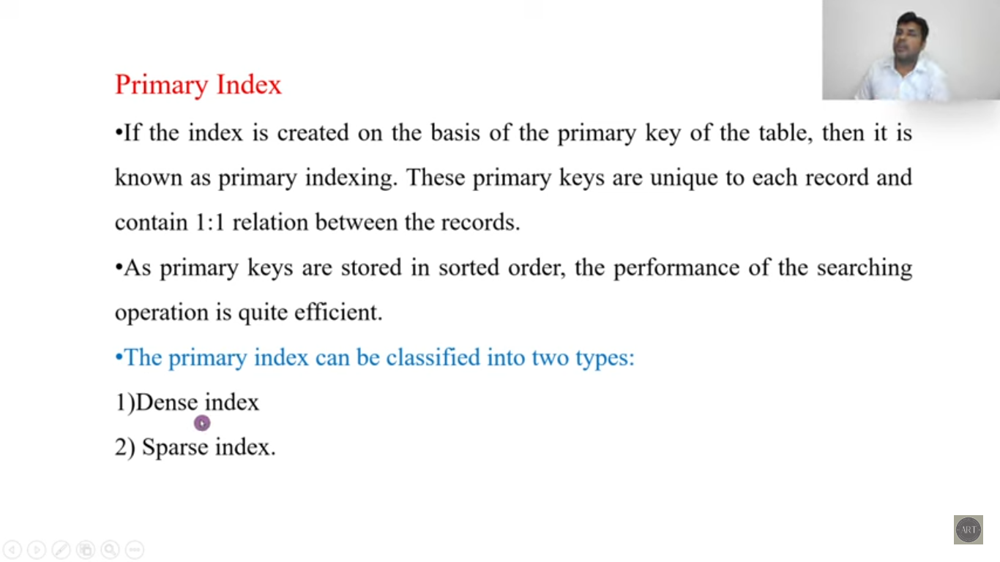 Primary Index
•If the index is created on the basis of the primary key of the table, then it is
known as primary indexing. These primary keys are unique to each record and
contain 1:1 relation between the records.
•As primary keys are stored in sorted order, the performance of the searching
operation is quite efficient.
•The primary index can be classified into two types:
1)Dense index
2) Sparse index.
ART